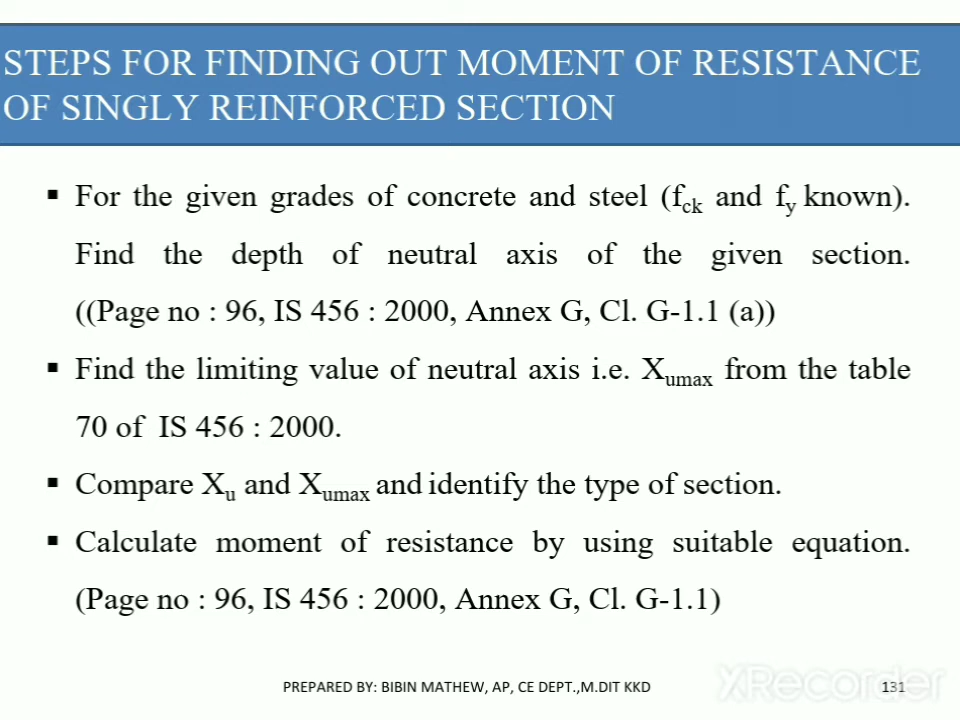 STEPS FOR FINDING OUT MOMENT OF RESISTANCE
OF SINGLY REINFORCED SECTION
▪ For the given grades of concrete and steel (fck and fy known).
Find the depth of neutral axis of the given section.
((Page no : 96, IS 456 : 2000, Annex G, Cl. G-1.1 (a))
▪ Find the limiting value of neutral axis i.e. Xumax from the table
70 of IS 456 : 2000.
▪ Compare Xu and Xumax and identify the type of section.
▪ Calculate moment of resistance by using suitable equation.
(Page no : 96, IS 456 : 2000, Annex G, Cl. G-1.1)
PREPARED BY: BIBIN MATHEW, AP, CE DEPT.,M.DIT KKD
XRecorder
131